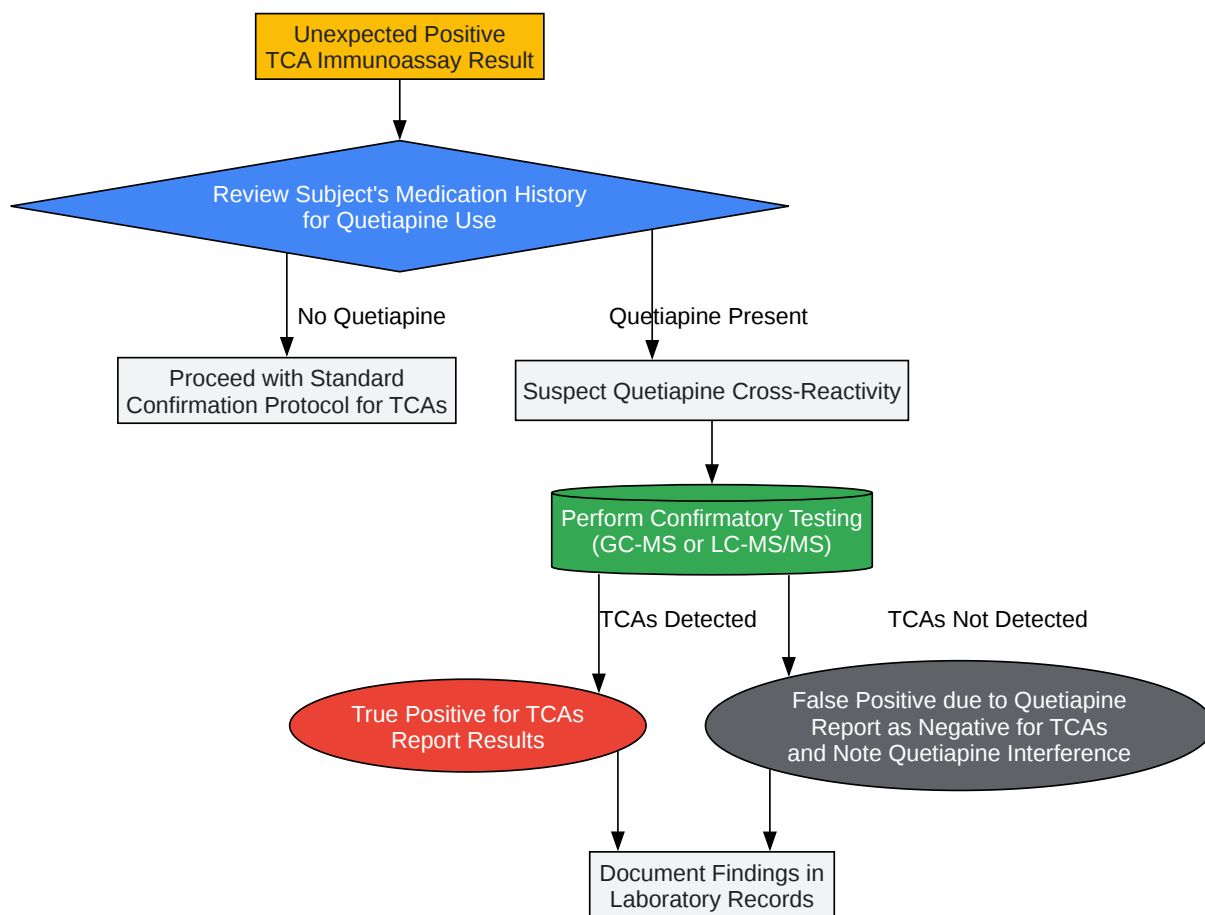 Unexpected Positive
TCA Immunoassay Result
Review Subject's Medication History
for Quetiapine Use
No Quetiapine
Quetiapine Present
Proceed with Standard
Confirmation Protocol for TCAs
Suspect Quetiapine Cross-Reactivity
Perform Confirmatory Testing
(GC-MS or LC-MS/MS)
TCAs Detected
TCAs Not Detected
True Positive for TCAs
Report Results
False Positive due to Quetiapine
Report as Negative for TCAs
and Note Quetiapine Interference
Document Findings in
Laboratory Records